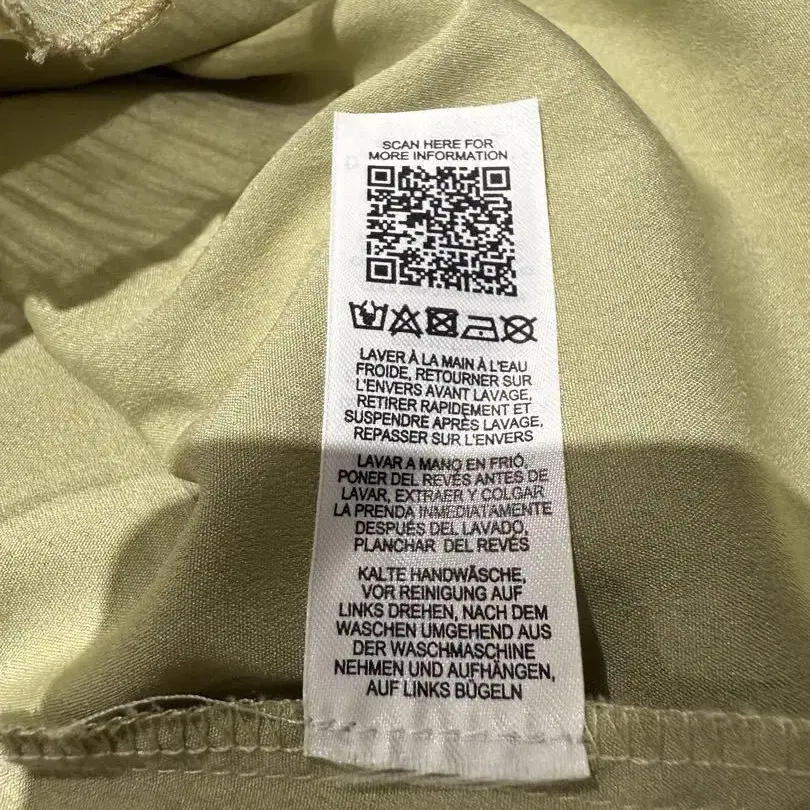 SCAN HERE FOR
MORE INFORMATION
LAVER À LA MAIN À L'EAU
FROIDE, RETOURNER SUR
L'ENVERS AVANT LAVAGE,
RETIRER RAPIDEMENT ET
SUSPENDRE APRÈS LAVAGE,
REPASSER SUR L'ENVERS
LAVAR A MANO EN FRIÓ,
PONER DEL REVÉS ANTES DE
LAVAR, EXTRAER Y COLGAR
LA PRENDA INMEDIATAMENTE
DESPUÉS DEL LAVADO,
PLANCHAR DEL REVÉS
KALTE HANDWÄSCHE,
VOR REINIGUNG AUF
LINKS DREHEN, NACH DEM
WASCHEN UMGEHEND AUS
DER WASCHMASCHINE
NEHMEN UND AUFHÄNGEN,
AUF LINKS BÜGELN